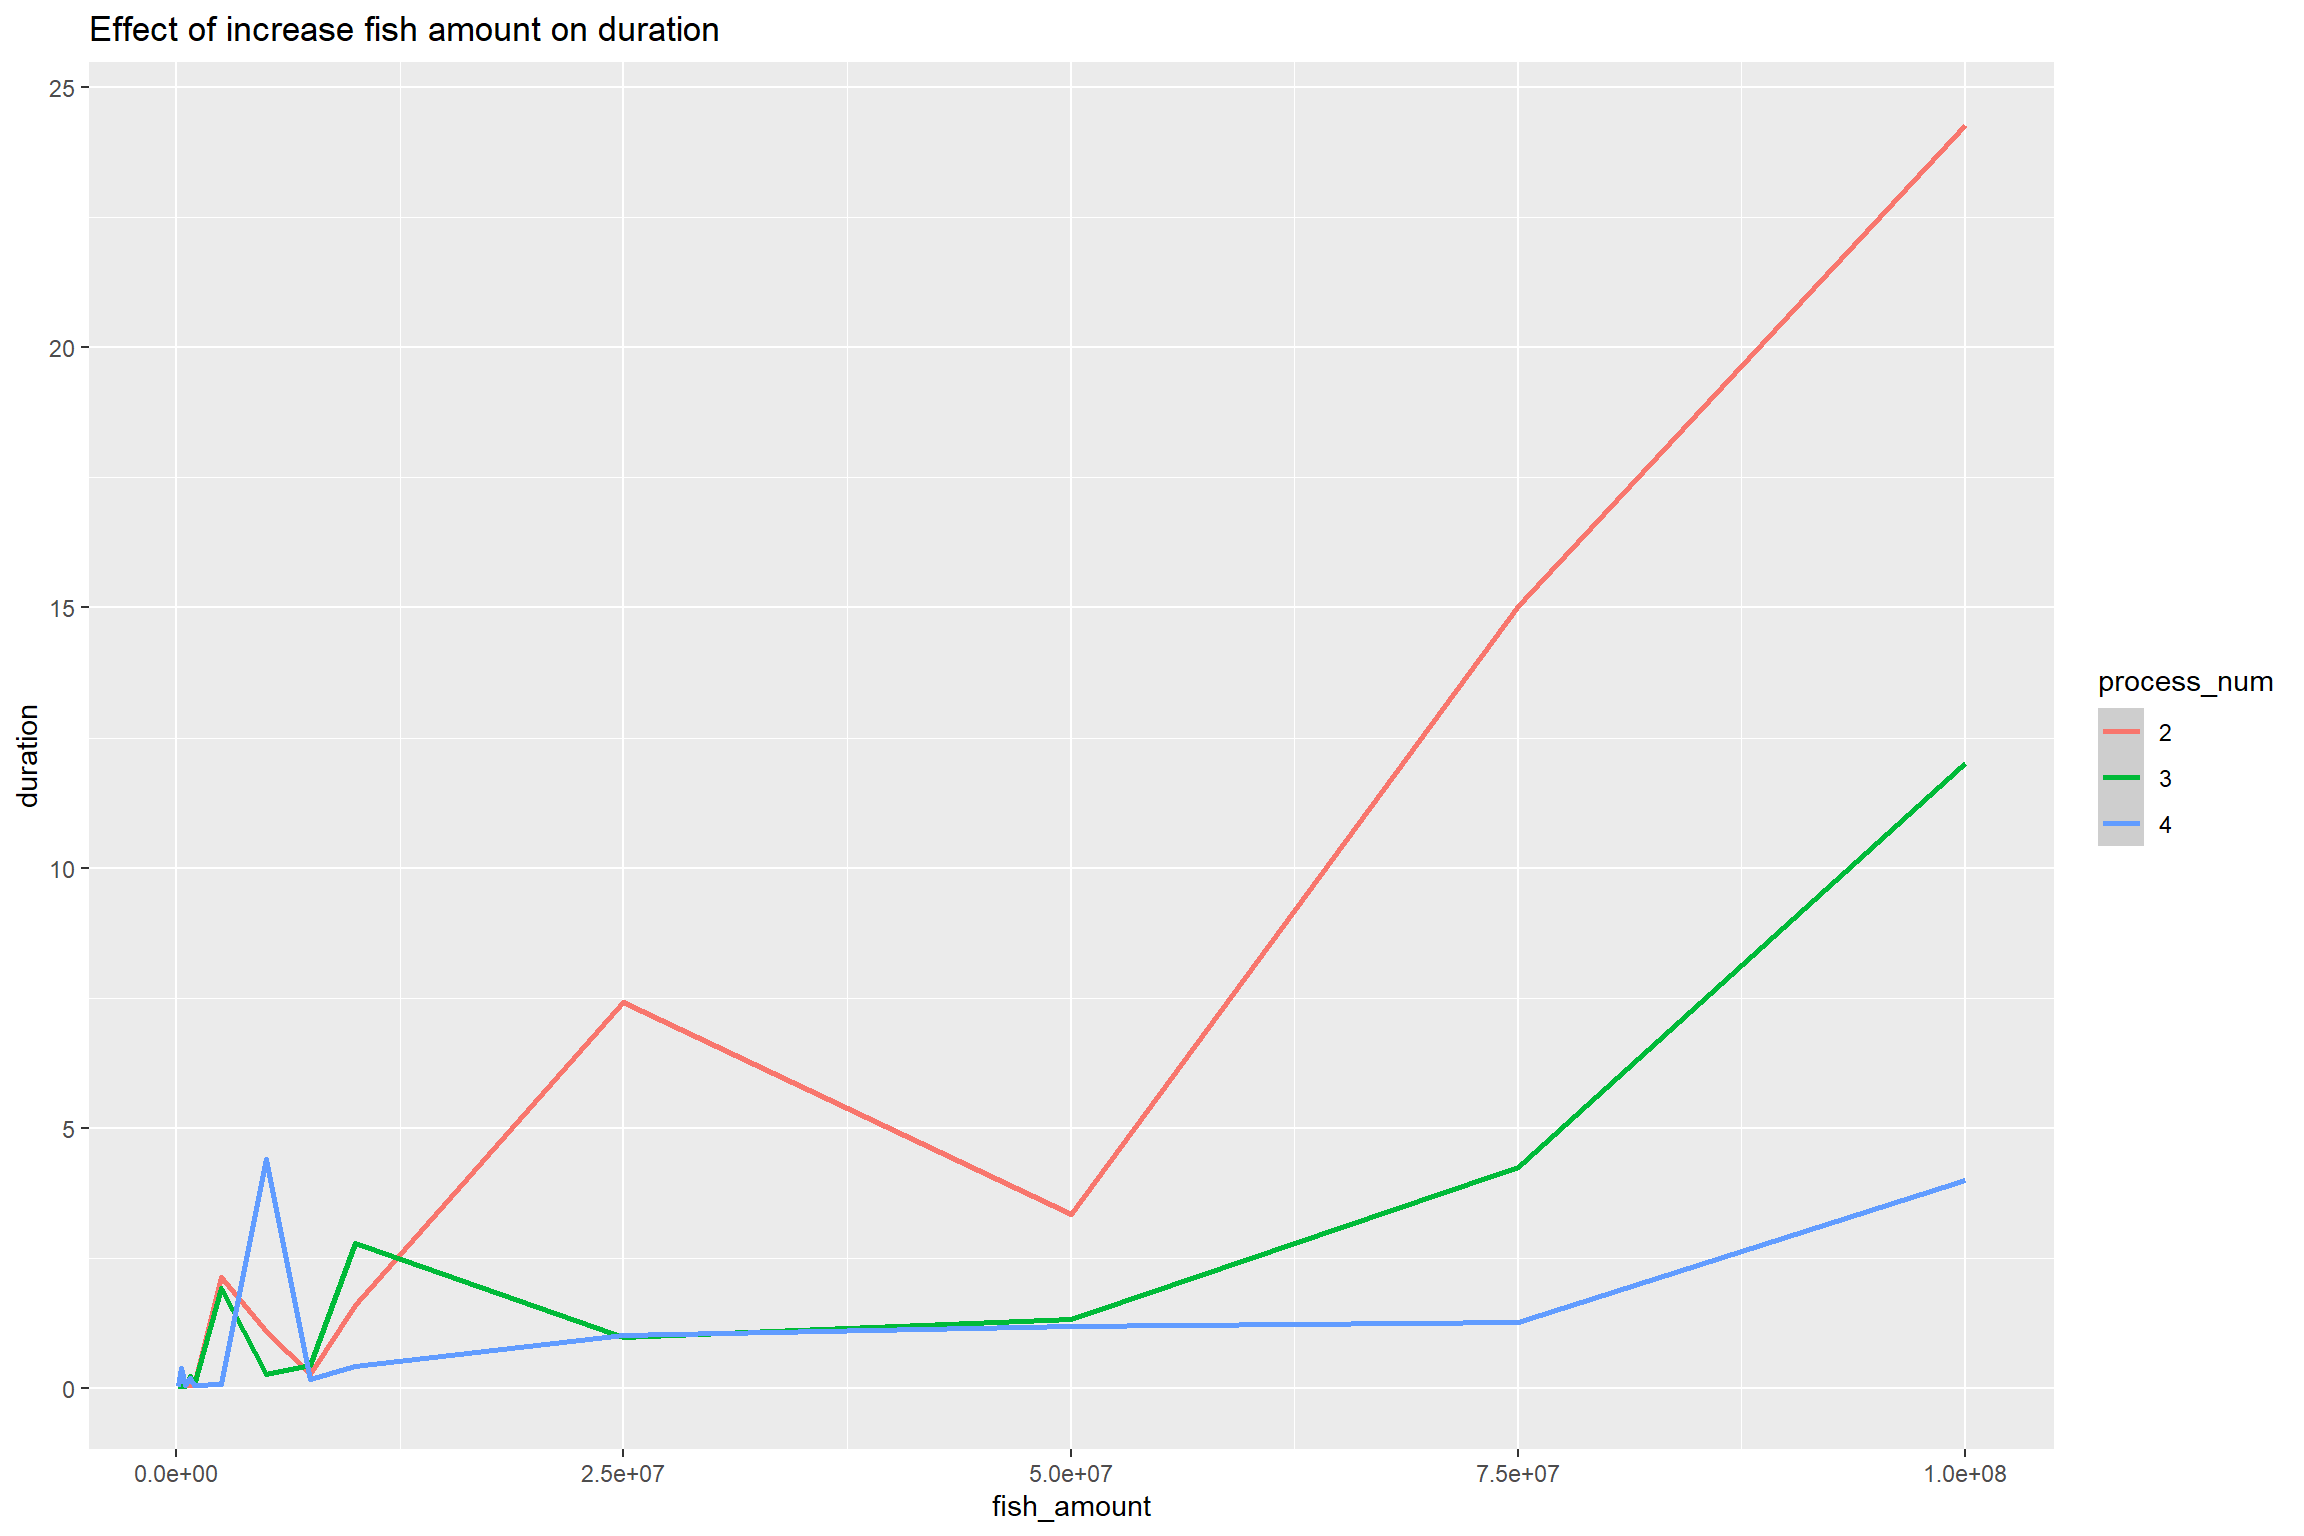 Effect of increase fish amount on duration
25
20
15
10
5
0
duration
0.0e+00 2.5e+07 5.0e+07 7.5e+07 1.0e+08
fish_amount
process_num
2
3
4